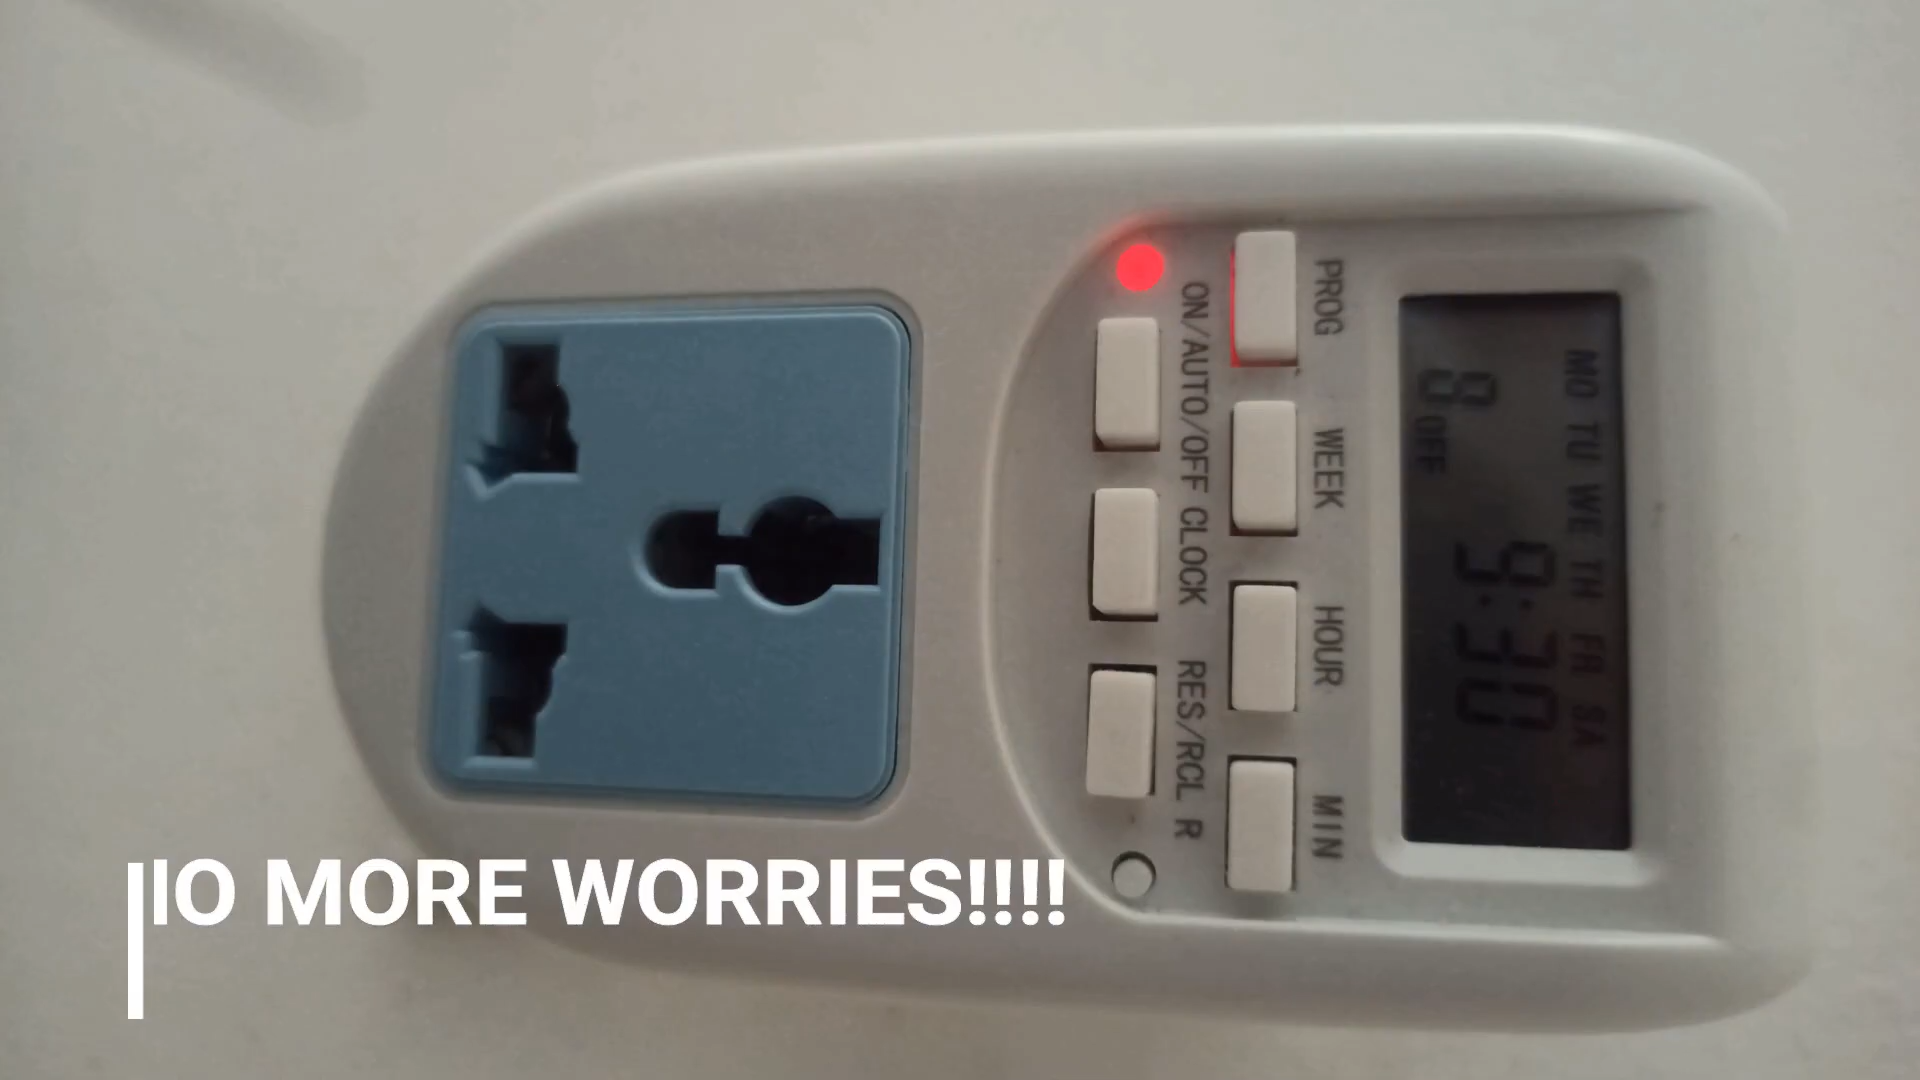 MO TU WE TH FR SA
8 OFF 9:30
PROG WEEK HOUR MIN
ON/AUTO/OFF CLOCK RES/RCL R
IO MORE WORRIES!!!!